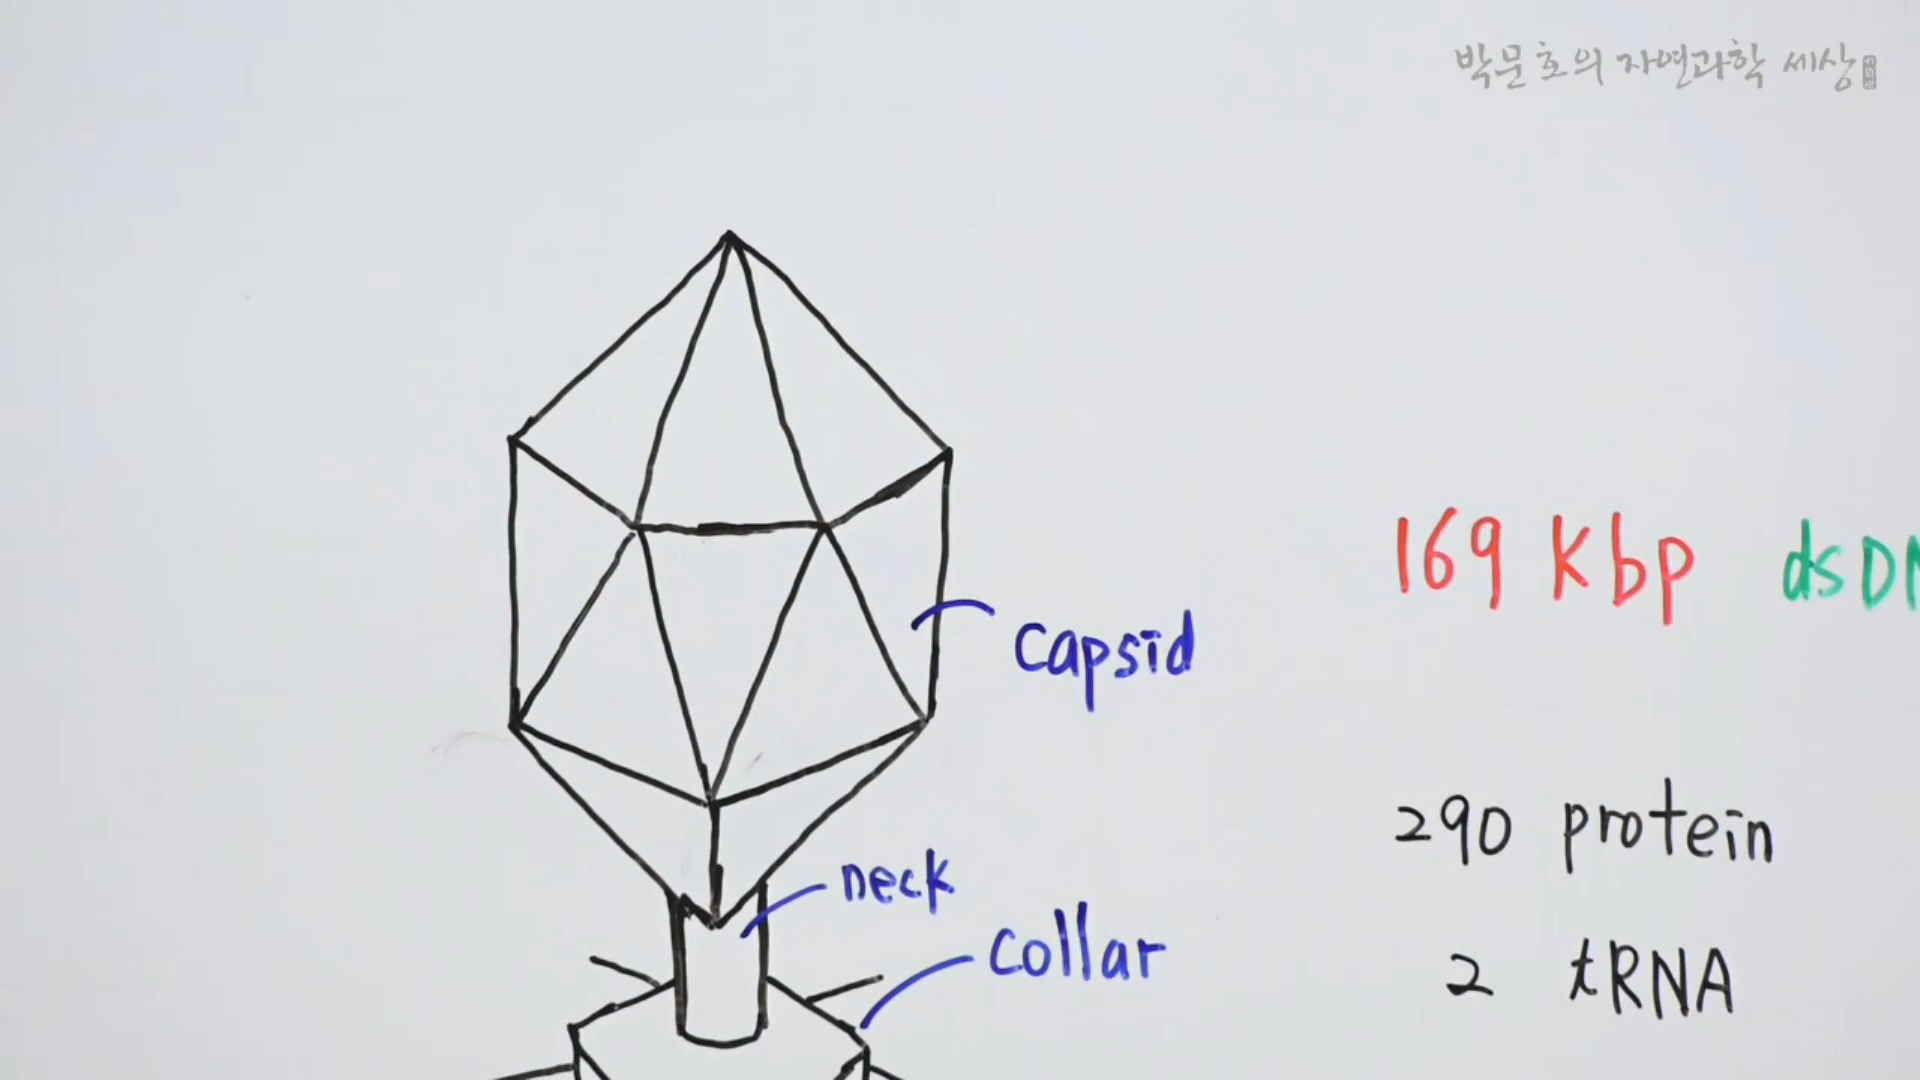 박문호의 자연과학 세상
169 Kbp dsDN
capsid
290 protein
neck
collar
2 tRNA